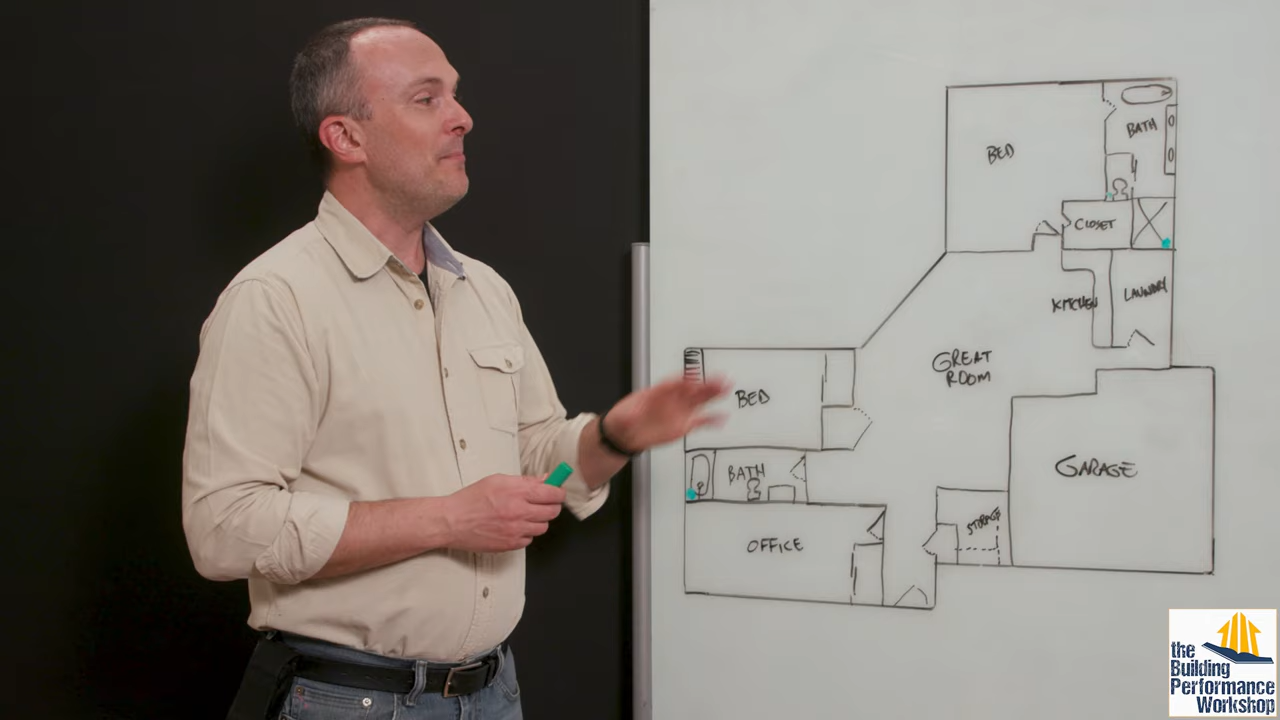 BED
BATH
CLOSET
KITCHEN
LAUNDRY
GREAT
ROOM
BED
BATH
GARAGE
STORAGE
OFFICE
the
Building
Performance
Workshop